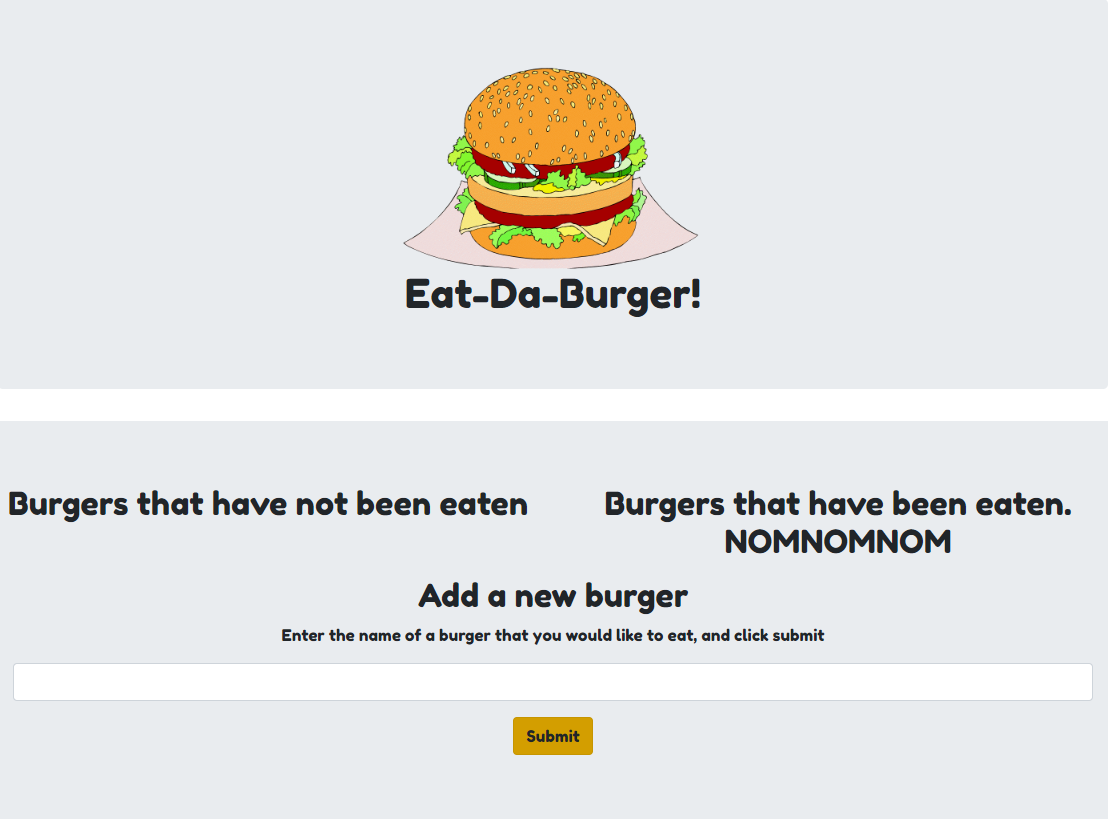 Eat-Da-Burger!
Burgers that have not been eaten
Burgers that have been eaten.
NOMNOMNOM
Add a new burger
Enter the name of a burger that you would like to eat, and click submit
Submit